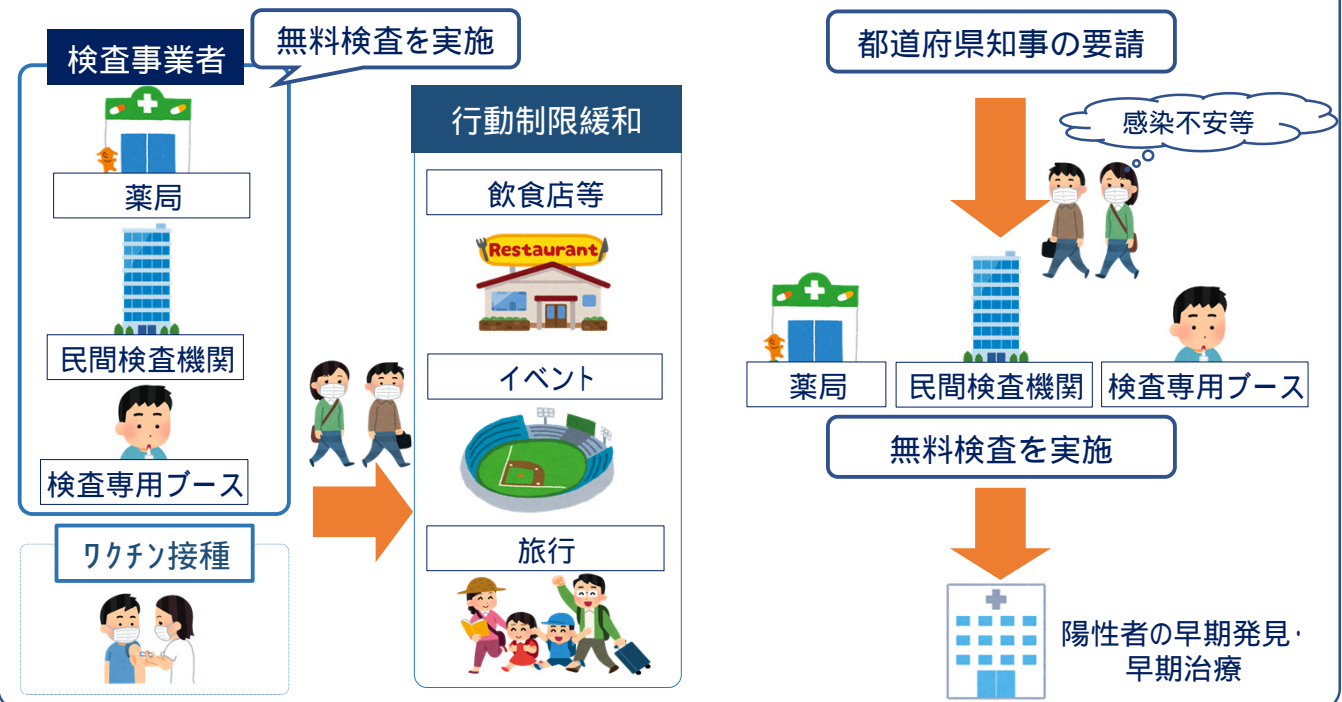 検査事業者
無料検査を実施
薬局
民間検査機関
検査専用ブース
ワクチン接種
行動制限緩和
飲食店等
Restaurant
イベント
旅行
都道府県知事の要請
感染不安等
薬局
民間検査機関
検査専用ブース
無料検査を実施
陽性者の早期発見・
早期治療